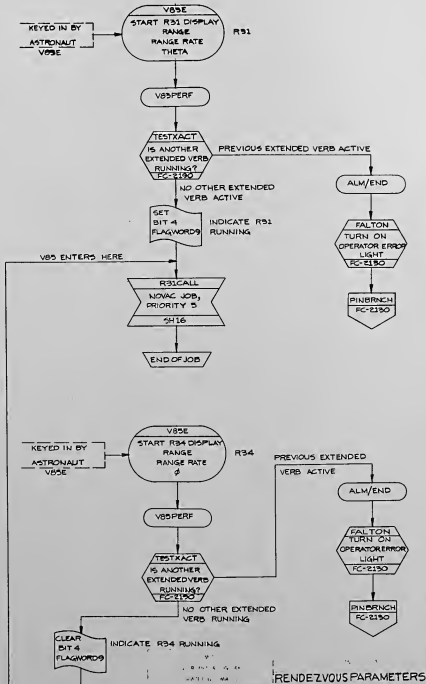 V83E
START R31 DISPLAY
RANGE
RANGE RATE
THETA
R31
KEYED IN BY
ASTRONAUT
V83E
V83PERF
TESTXACT
IS ANOTHER
EXTENDED VERB
RUNNING?
FC-2130
PREVIOUS EXTENDED VERB ACTIVE
ALM/END
NO OTHER EXTENDED
VERB ACTIVE
SET
BIT 4
FLAGWORD9
INDICATE R31
RUNNING
FALTON
TURN ON
OPERATOR ERROR
LIGHT
FC-2130
V85 ENTERS HERE
PINBRNCH
FC-2130
R31CALL
NOVAC JOB,
PRIORITY 5
SH16
END OF JOB
V85E
START R34 DISPLAY
RANGE
RANGE RATE
φ
R34
KEYED IN BY
ASTRONAUT
V85E
PREVIOUS EXTENDED
VERB ACTIVE
ALM/END
V85PERF
TESTXACT
IS ANOTHER
EXTENDED VERB
RUNNING?
FC-2130
FALTON
TURN ON
OPERATOR ERROR
LIGHT
FC-2130
NO OTHER EXTENDED
VERB RUNNING
PINBRNCH
FC-2130
CLEAR
BIT 4
FLAGWORD9
INDICATE R34 RUNNING
RENDEZVOUS PARAMETERS